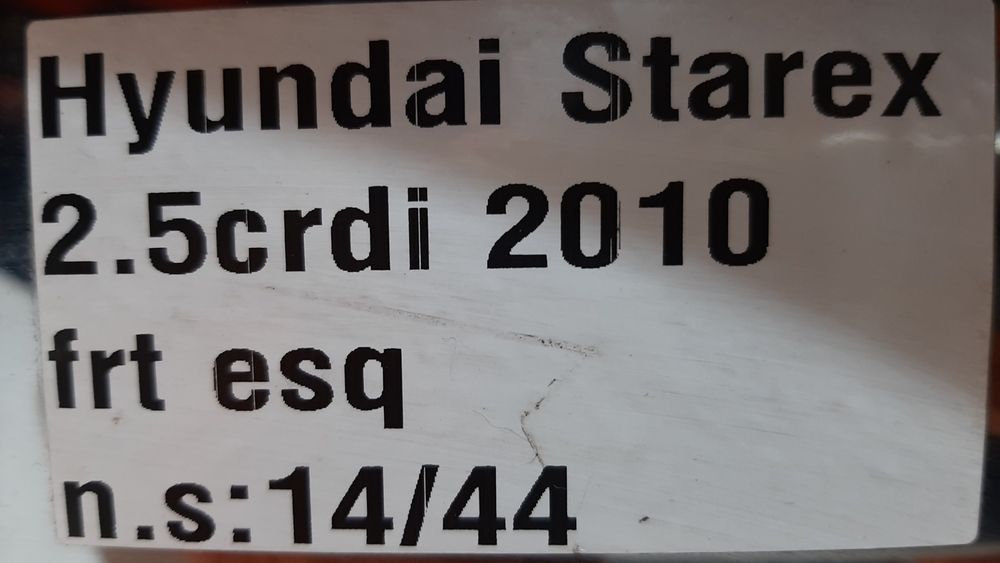 Hyundai Starex
2.5crdi 2010
frt esq
n.s:14/44